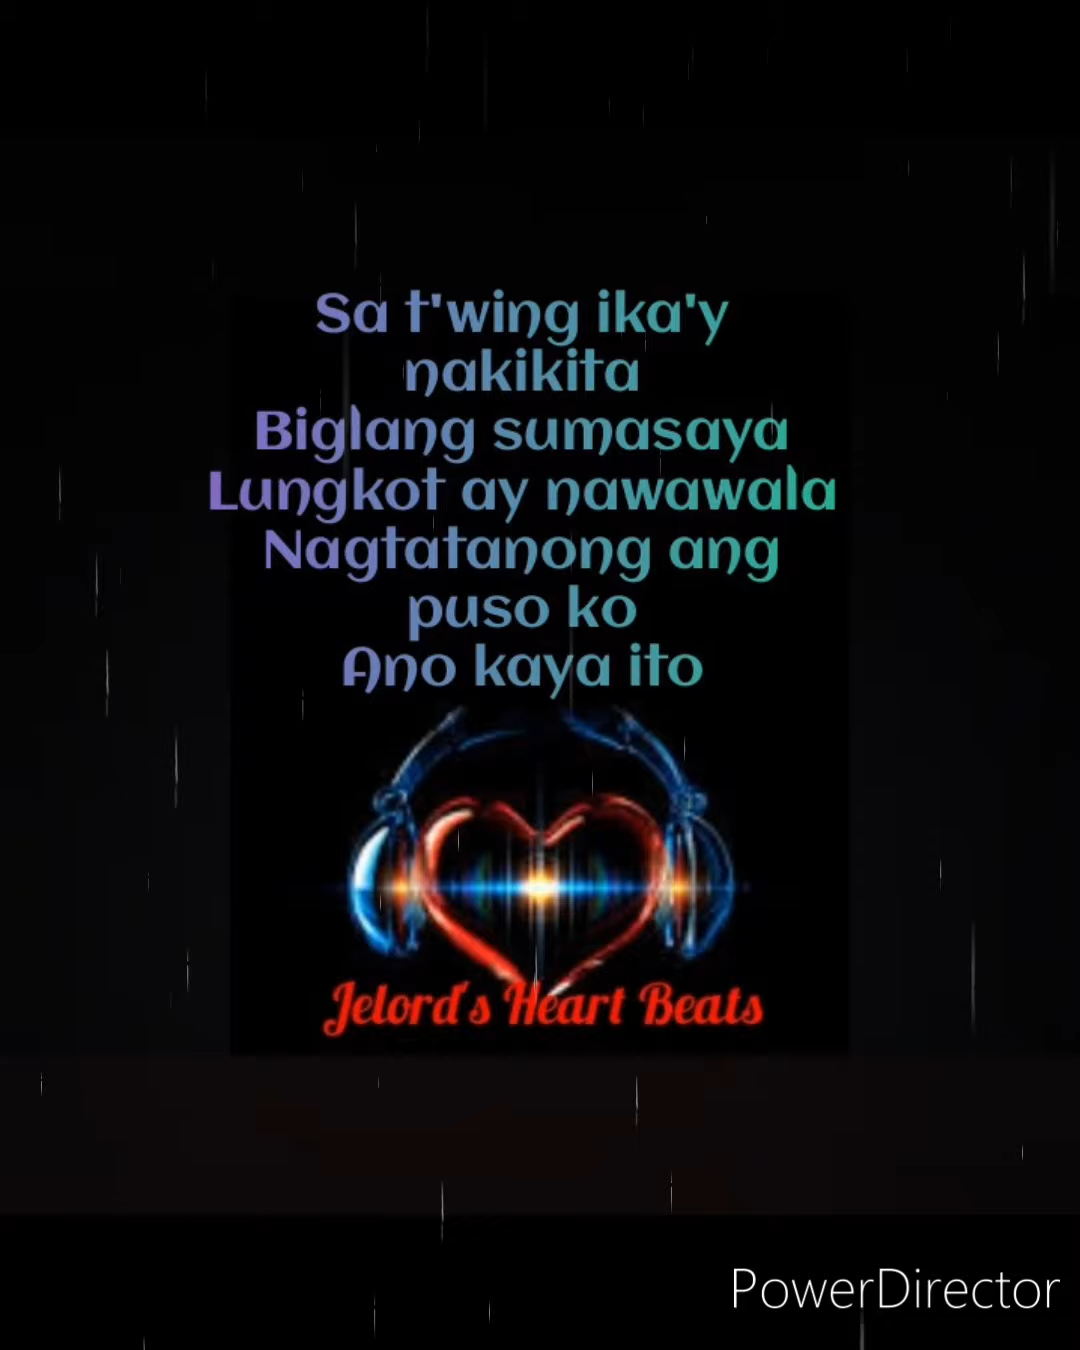 Sa t'wing ika'y
nakikita
Biglang sumasaya
Lungkot ay nawawala
Nagtatanong ang
puso ko
Ano kaya ito
Jelord's Heart Beats
PowerDirector